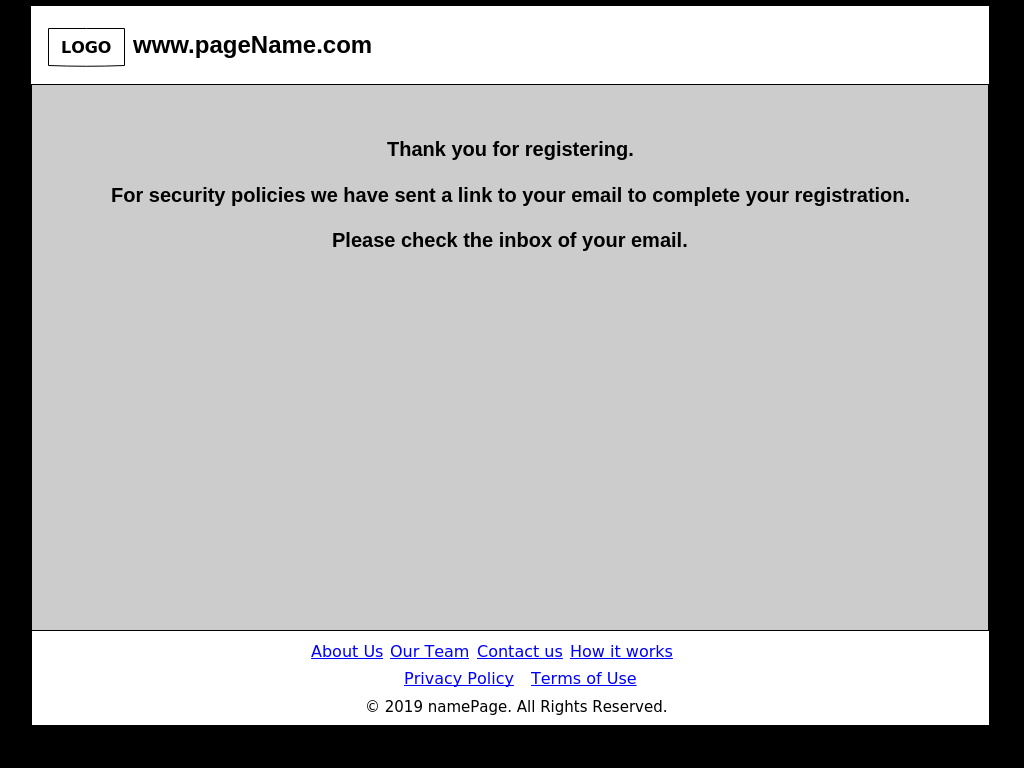 LOGO www.pageName.com
Thank you for registering.
For security policies we have sent a link to your email to complete your registration.
Please check the inbox of your email.
About Us Our Team Contact us How it works
Privacy Policy Terms of Use
© 2019 namePage. All Rights Reserved.